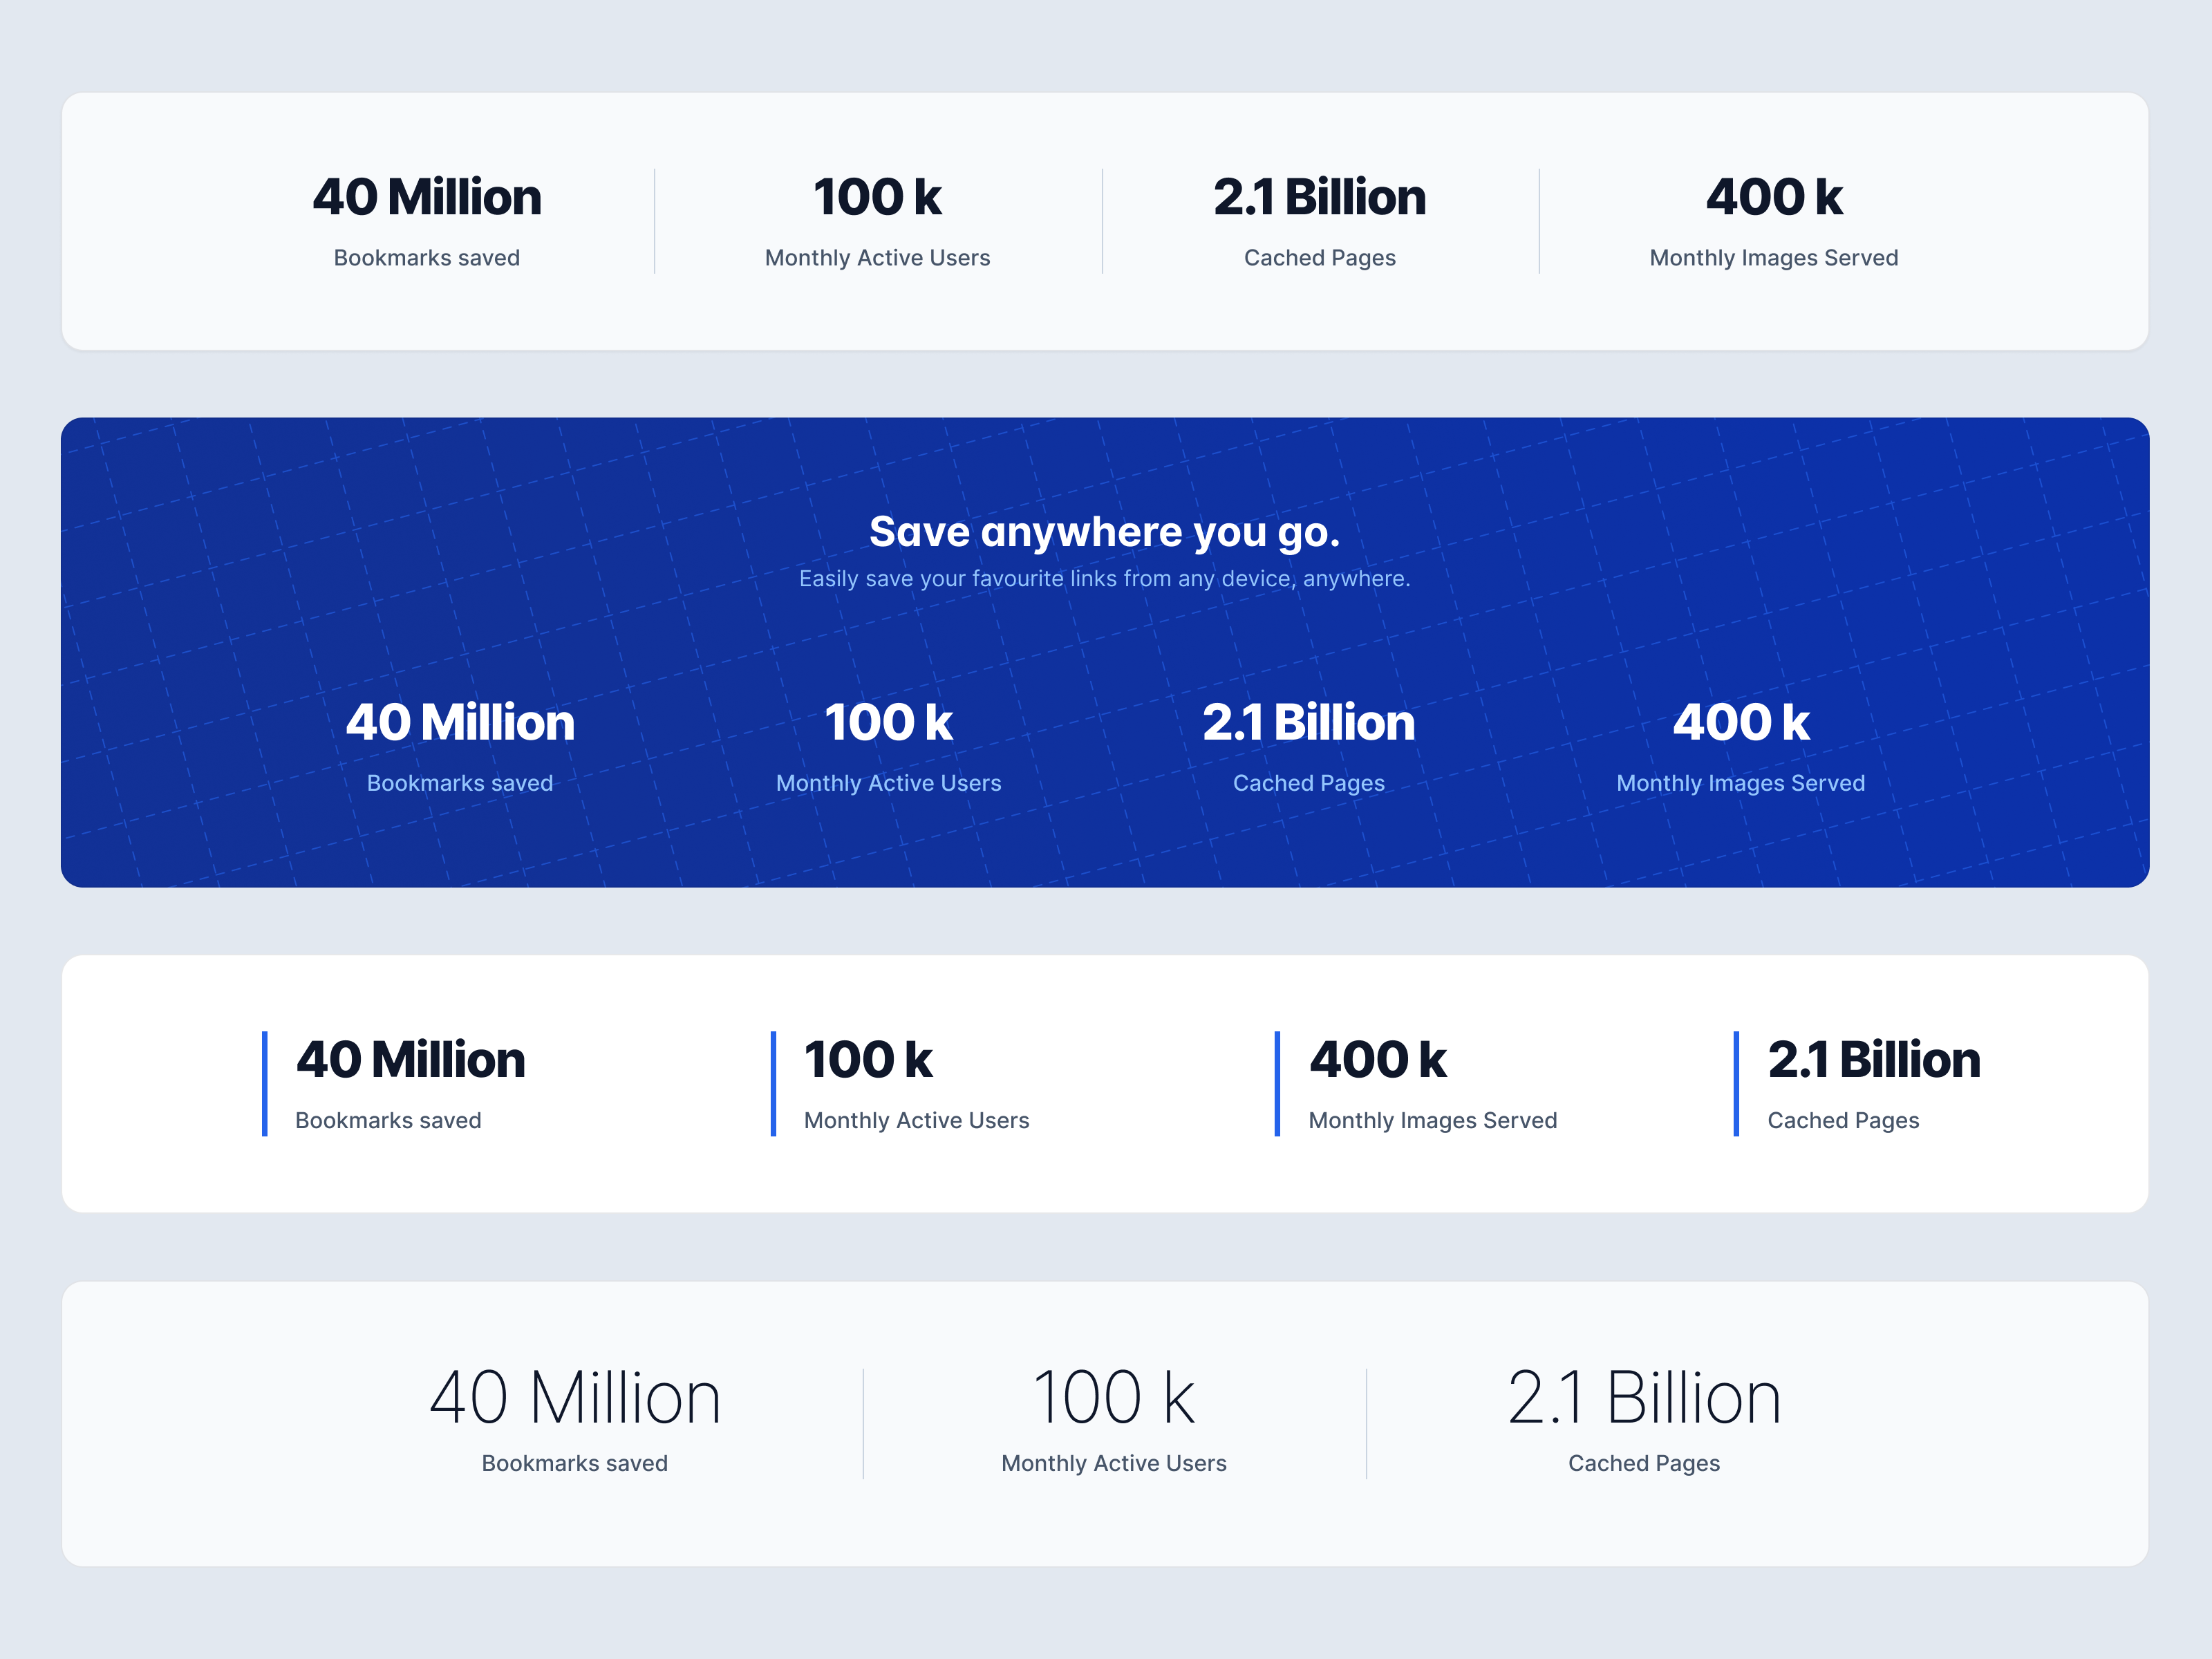 40 Million 100 k 2.1 Billion 400 k
Bookmarks saved Monthly Active Users Cached Pages Monthly Images Served
Save anywhere you go.
Easily save your favourite links from any device, anywhere.
40 Million 100 k 2.1 Billion 400 k
Bookmarks saved Monthly Active Users Cached Pages Monthly Images Served
40 Million 100 k 400 k 2.1 Billion
Bookmarks saved Monthly Active Users Monthly Images Served Cached Pages
40 Million 100 k 2.1 Billion
Bookmarks saved Monthly Active Users Cached Pages